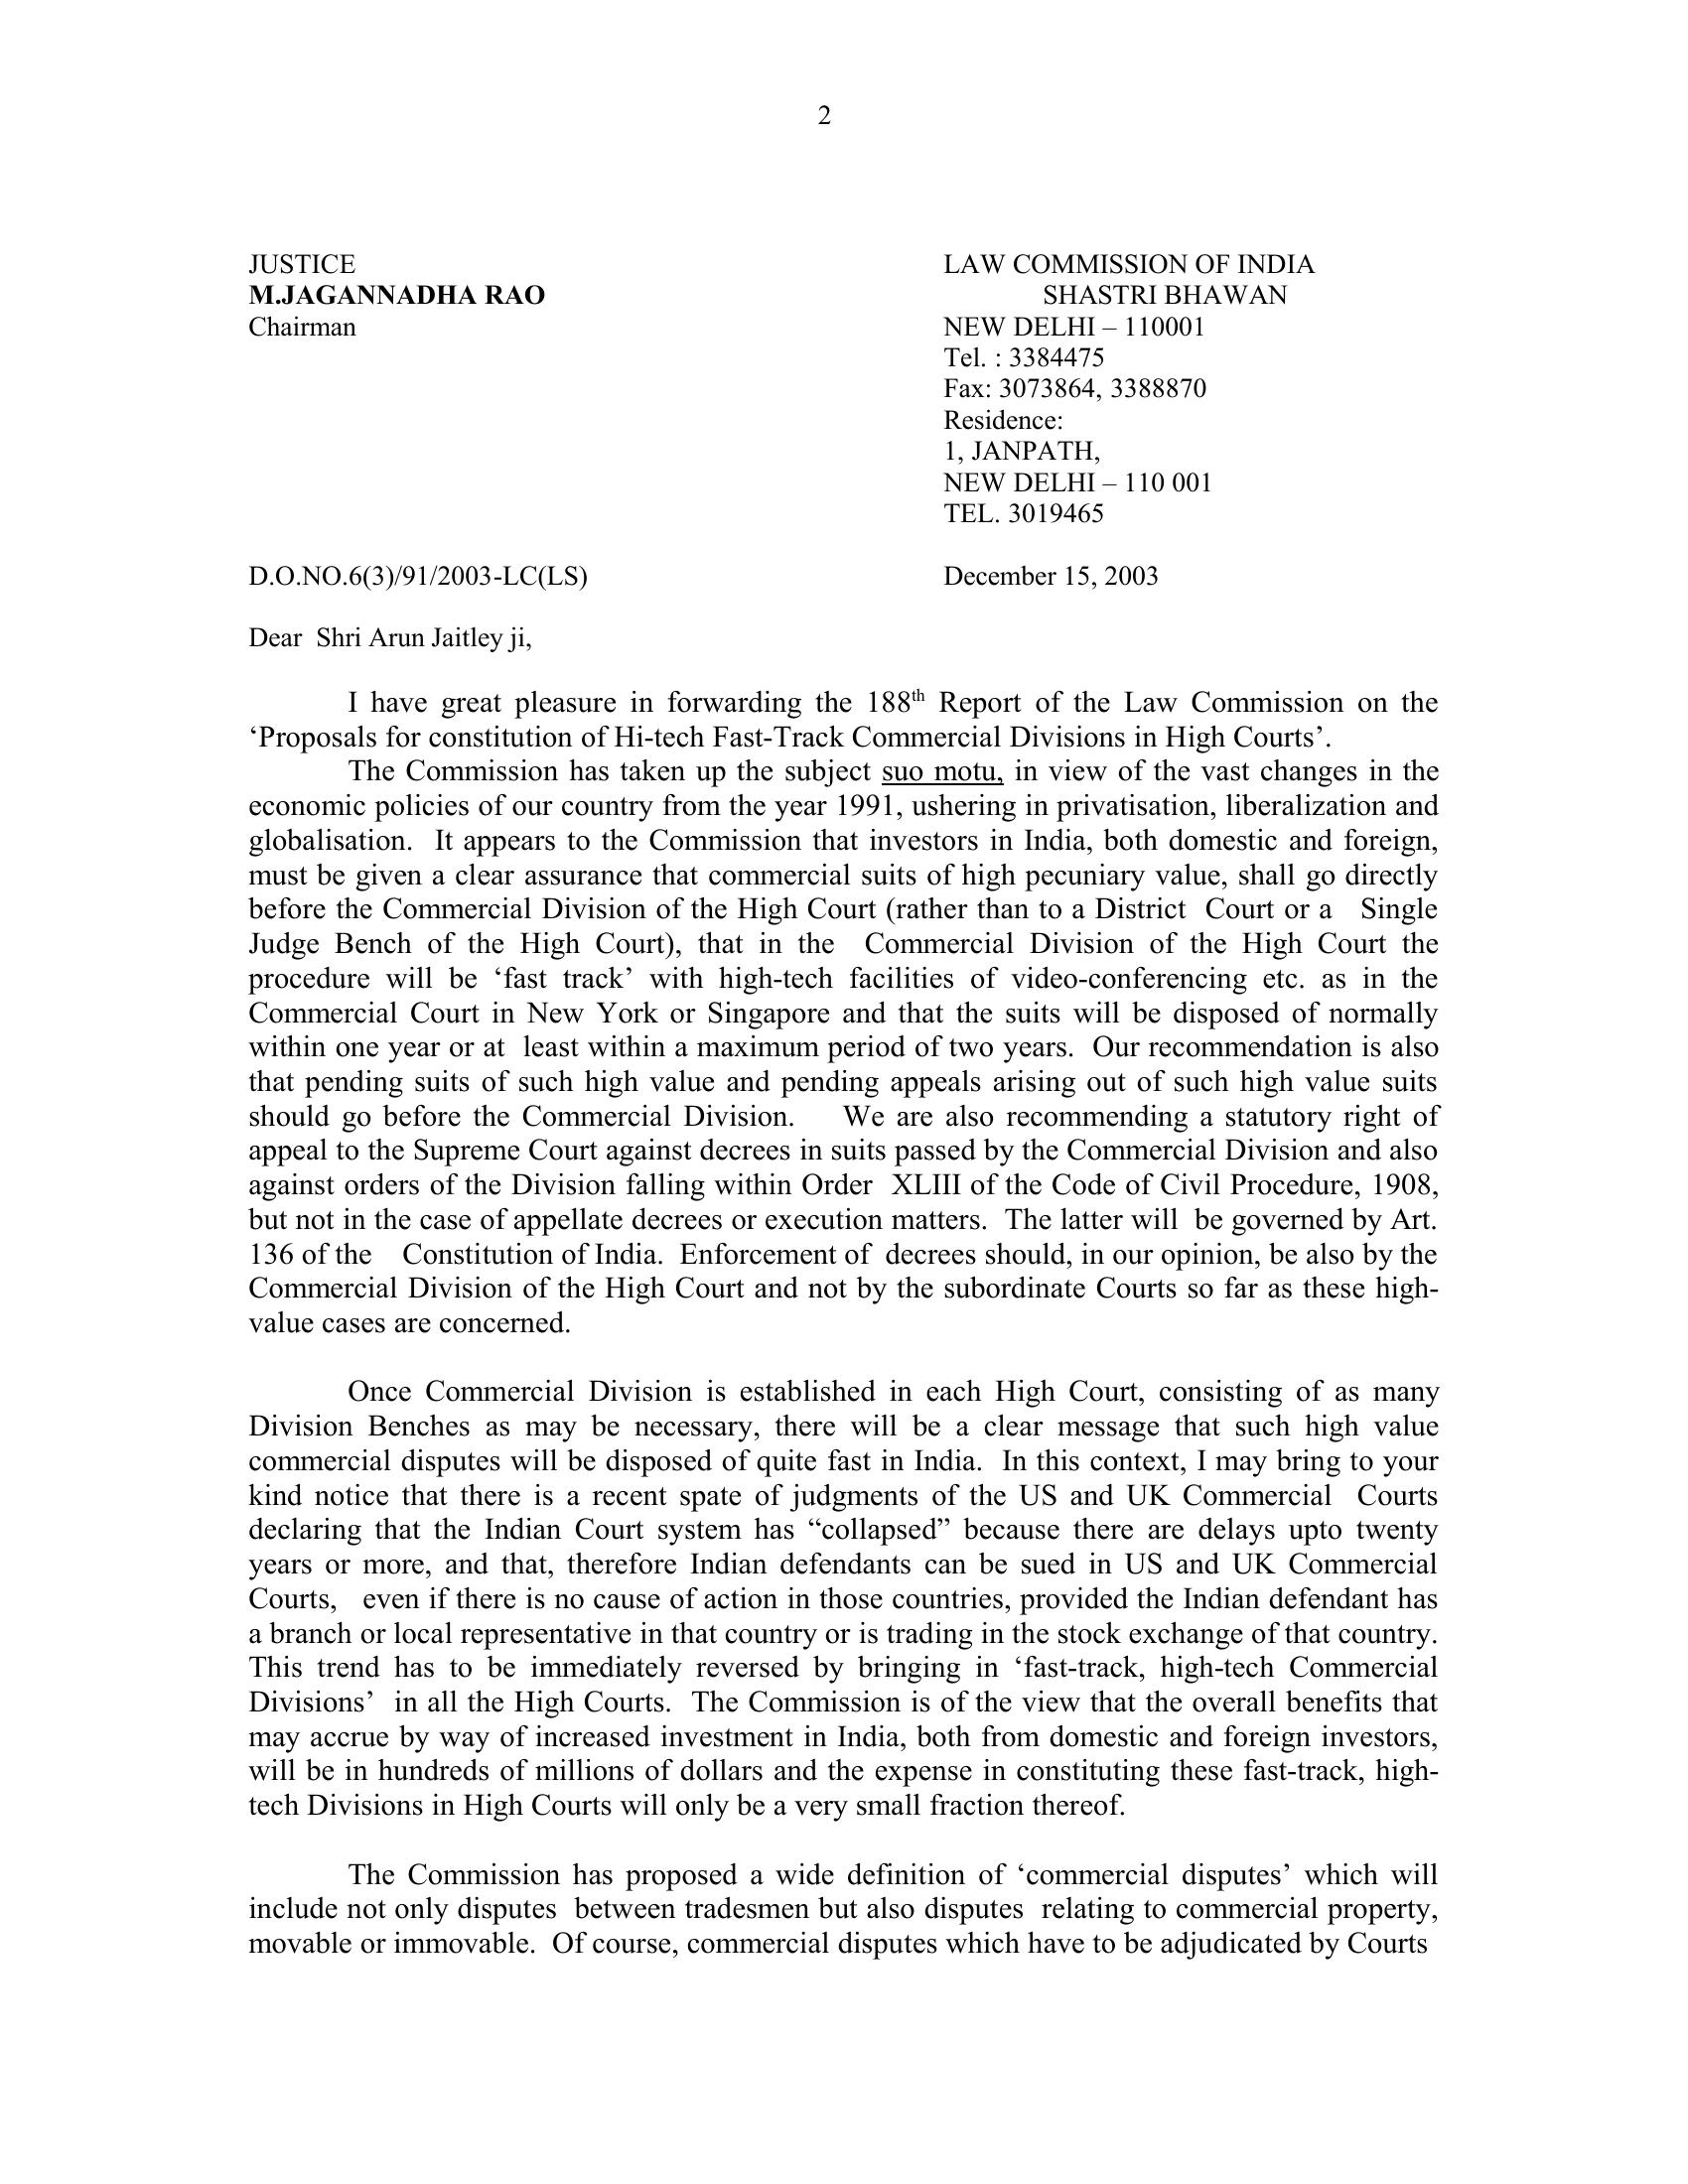 2
JUSTICE
M.JAGANNADHA RAO
Chairman
LAW COMMISSION OF INDIA
SHASTRI BHAWAN
NEW DELHI – 110001
Tel. : 3384475
Fax: 3073864, 3388870
Residence:
1, JANPATH,
NEW DELHI – 110 001
TEL. 3019465
D.O.NO.6(3)/91/2003-LC(LS)
December 15, 2003
Dear Shri Arun Jaitley ji,
I have great pleasure in forwarding the 188th Report of the Law Commission on the
‘Proposals for constitution of Hi-tech Fast-Track Commercial Divisions in High Courts’.
The Commission has taken up the subject suo motu, in view of the vast changes in the
economic policies of our country from the year 1991, ushering in privatisation, liberalization and
globalisation. It appears to the Commission that investors in India, both domestic and foreign,
must be given a clear assurance that commercial suits of high pecuniary value, shall go directly
before the Commercial Division of the High Court (rather than to a District Court or a Single
Judge Bench of the High Court), that in the Commercial Division of the High Court the
procedure will be ‘fast track’ with high-tech facilities of video-conferencing etc. as in the
Commercial Court in New York or Singapore and that the suits will be disposed of normally
within one year or at least within a maximum period of two years. Our recommendation is also
that pending suits of such high value and pending appeals arising out of such high value suits
should go before the Commercial Division. We are also recommending a statutory right of
appeal to the Supreme Court against decrees in suits passed by the Commercial Division and also
against orders of the Division falling within Order XLIII of the Code of Civil Procedure, 1908,
but not in the case of appellate decrees or execution matters. The latter will be governed by Art.
136 of the Constitution of India. Enforcement of decrees should, in our opinion, be also by the
Commercial Division of the High Court and not by the subordinate Courts so far as these high-
value cases are concerned.
Once Commercial Division is established in each High Court, consisting of as many
Division Benches as may be necessary, there will be a clear message that such high value
commercial disputes will be disposed of quite fast in India. In this context, I may bring to your
kind notice that there is a recent spate of judgments of the US and UK Commercial Courts
declaring that the Indian Court system has “collapsed” because there are delays upto twenty
years or more, and that, therefore Indian defendants can be sued in US and UK Commercial
Courts, even if there is no cause of action in those countries, provided the Indian defendant has
a branch or local representative in that country or is trading in the stock exchange of that country.
This trend has to be immediately reversed by bringing in ‘fast-track, high-tech Commercial
Divisions’ in all the High Courts. The Commission is of the view that the overall benefits that
may accrue by way of increased investment in India, both from domestic and foreign investors,
will be in hundreds of millions of dollars and the expense in constituting these fast-track, high-
tech Divisions in High Courts will only be a very small fraction thereof.
The Commission has proposed a wide definition of ‘commercial disputes’ which will
include not only disputes between tradesmen but also disputes relating to commercial property,
movable or immovable. Of course, commercial disputes which have to be adjudicated by Courts